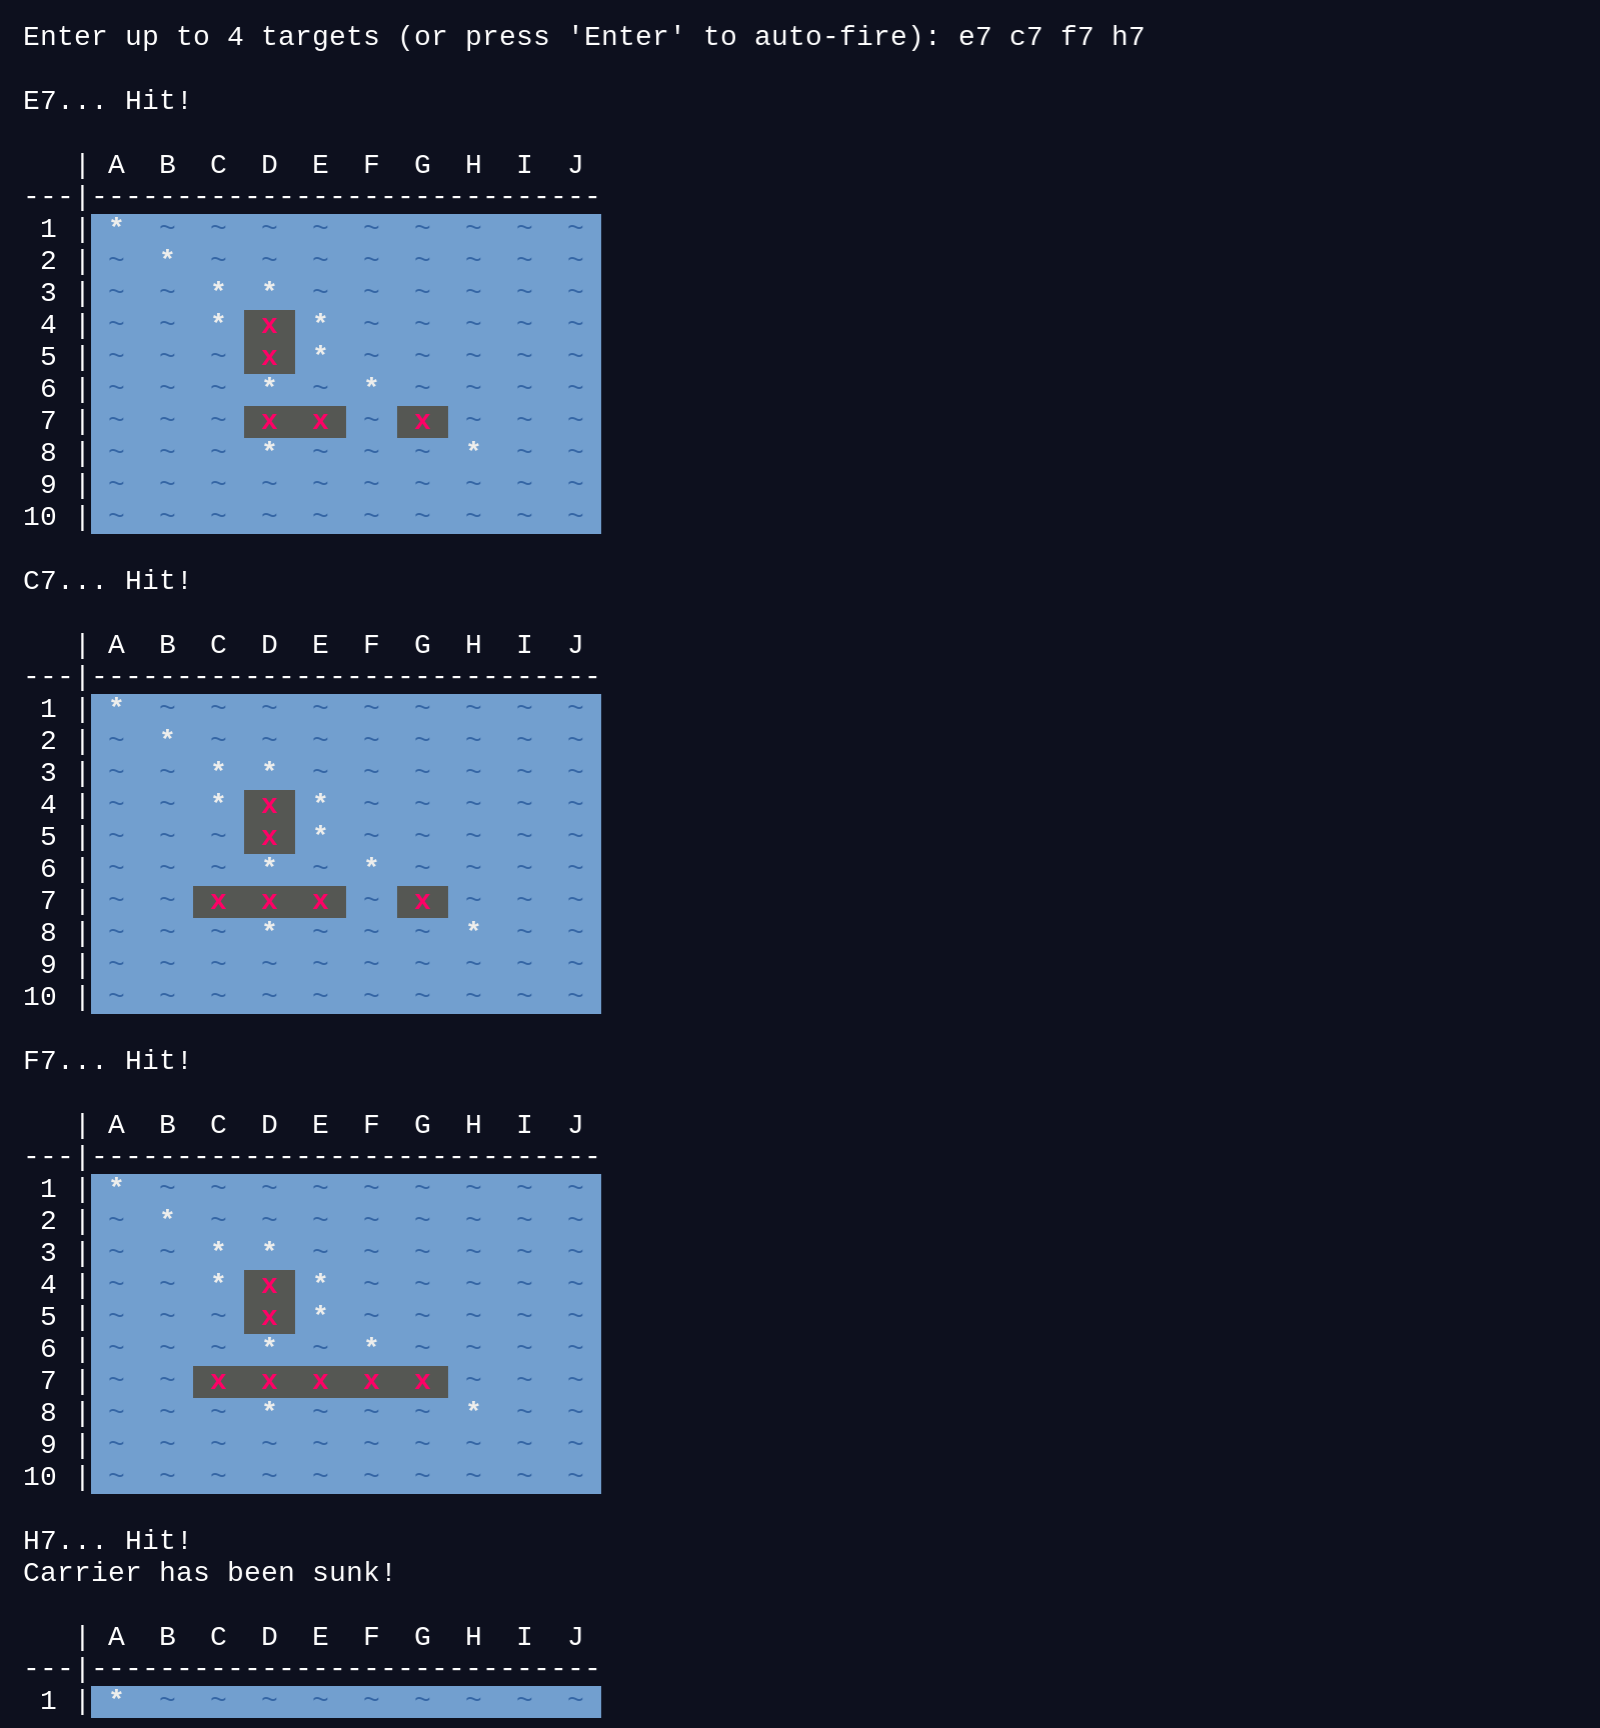 Enter up to 4 targets (or press 'Enter' to auto-fire): e7 c7 f7 h7
E7... Hit!
   | A  B  C  D  E  F  G  H  I  J
---|------------------------------
 1 | *  ~  ~  ~  ~  ~  ~  ~  ~  ~
 2 | ~  *  ~  ~  ~  ~  ~  ~  ~  ~
 3 | ~  ~  *  *  ~  ~  ~  ~  ~  ~
 4 | ~  ~  *  x  *  ~  ~  ~  ~  ~
 5 | ~  ~  ~  x  *  ~  ~  ~  ~  ~
 6 | ~  ~  ~  *  ~  *  ~  ~  ~  ~
 7 | ~  ~  ~  x  x  ~  x  ~  ~  ~
 8 | ~  ~  ~  *  ~  ~  ~  *  ~  ~
 9 | ~  ~  ~  ~  ~  ~  ~  ~  ~  ~
10 | ~  ~  ~  ~  ~  ~  ~  ~  ~  ~
C7... Hit!
   | A  B  C  D  E  F  G  H  I  J
---|------------------------------
 1 | *  ~  ~  ~  ~  ~  ~  ~  ~  ~
 2 | ~  *  ~  ~  ~  ~  ~  ~  ~  ~
 3 | ~  ~  *  *  ~  ~  ~  ~  ~  ~
 4 | ~  ~  *  x  *  ~  ~  ~  ~  ~
 5 | ~  ~  ~  x  *  ~  ~  ~  ~  ~
 6 | ~  ~  ~  *  ~  *  ~  ~  ~  ~
 7 | ~  ~  x  x  x  ~  x  ~  ~  ~
 8 | ~  ~  ~  *  ~  ~  ~  *  ~  ~
 9 | ~  ~  ~  ~  ~  ~  ~  ~  ~  ~
10 | ~  ~  ~  ~  ~  ~  ~  ~  ~  ~
F7... Hit!
   | A  B  C  D  E  F  G  H  I  J
---|------------------------------
 1 | *  ~  ~  ~  ~  ~  ~  ~  ~  ~
 2 | ~  *  ~  ~  ~  ~  ~  ~  ~  ~
 3 | ~  ~  *  *  ~  ~  ~  ~  ~  ~
 4 | ~  ~  *  x  *  ~  ~  ~  ~  ~
 5 | ~  ~  ~  x  *  ~  ~  ~  ~  ~
 6 | ~  ~  ~  *  ~  *  ~  ~  ~  ~
 7 | ~  ~  x  x  x  x  x  ~  ~  ~
 8 | ~  ~  ~  *  ~  ~  ~  *  ~  ~
 9 | ~  ~  ~  ~  ~  ~  ~  ~  ~  ~
10 | ~  ~  ~  ~  ~  ~  ~  ~  ~  ~
H7... Hit!
Carrier has been sunk!
   | A  B  C  D  E  F  G  H  I  J
---|------------------------------
 1 | *  ~  ~  ~  ~  ~  ~  ~  ~  ~